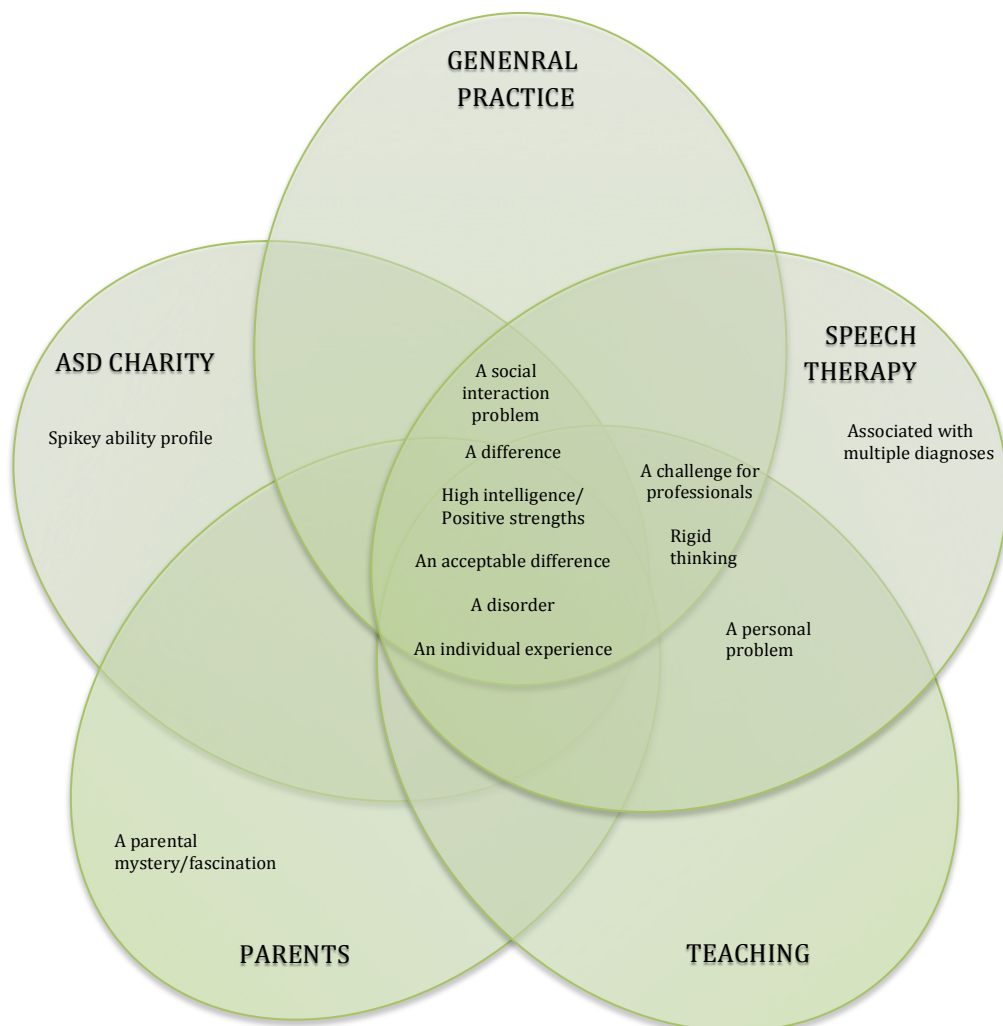 GENENRAL
PRACTICE
ASD CHARITY
Spikey ability profile
SPEECH
THERAPY
Associated with
multiple diagnoses
A social
interaction
problem
A difference
High intelligence/
Positive strengths
An acceptable difference
A disorder
An individual experience
A challenge for
professionals
Rigid
thinking
A personal
problem
A parental
mystery/fascination
PARENTS
TEACHING